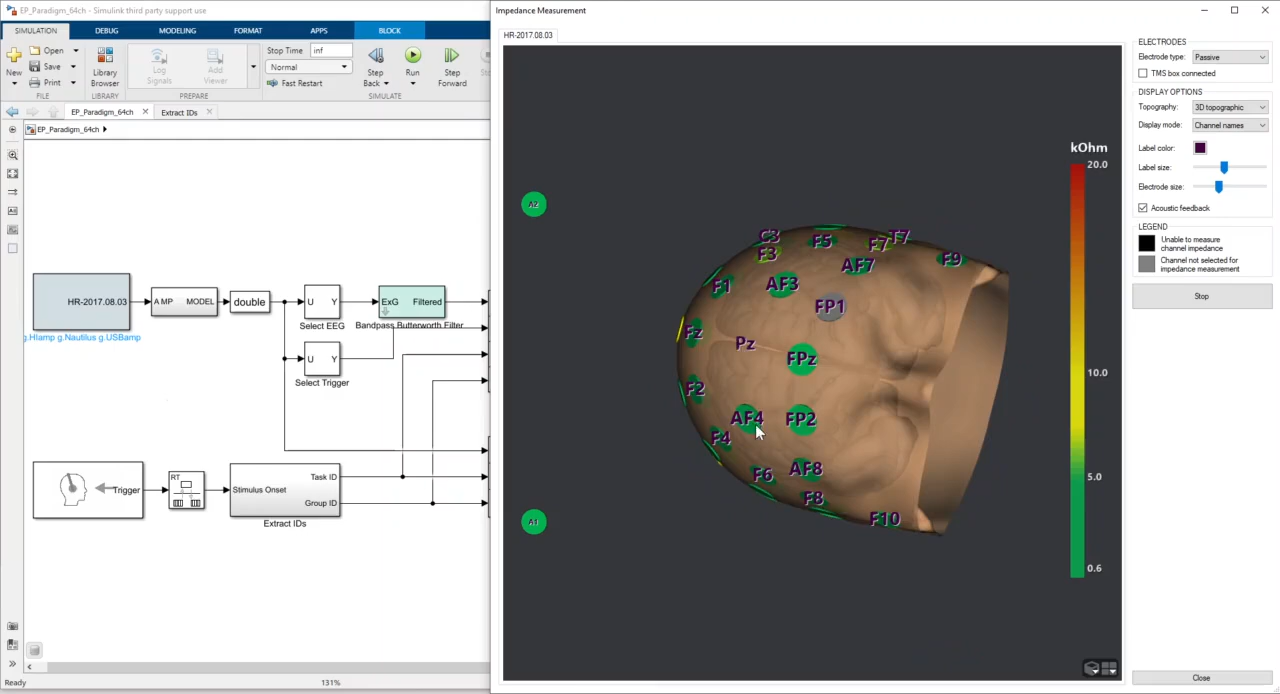 EP_Paradigm_64ch - Simulink third party support use
SIMULATION
DEBUG
MODELING
FORMAT
APPS
BLOCK
New
Open
Save
Print
FILE
Library
Browser
LIBRARY
Log
Signals
Add
Viewer
PREPARE
Stop Time
inf
Normal
Fast Restart
Step
Back
Run
Step
Forward
SIMULATE
EP_Paradigm_64ch
Extract IDs
EP_Paradigm_64ch
HR-2017.08.03
g.HIamp g.Nautilus g.USBamp
A MP
MODEL
double
U
Y
Select EEG
U
Y
Select Trigger
ExG
Filtered
Bandpass Butterworth Filter
Trigger
RT
Stimulus Onset
Task ID
Group ID
Extract IDs
Ready
131%
Impedance Measurement
HR-2017.08.03
A2
A1
C3
F3
F5
F7
T7
F9
AF7
AF3
F1
FP1
Fz
Pz
FPz
F2
AF4
FP2
F4
F6
AF8
F8
F10
kOhm
20.0
10.0
5.0
0.6
ELECTRODES
Electrode type:
Passive
TMS box connected
DISPLAY OPTIONS
Topography:
3D topographic
Display mode:
Channel names
Label color:
Label size:
Electrode size:
Acoustic feedback
LEGEND
Unable to measure
channel impedance
Channel not selected for
impedance measurement
Stop
Close